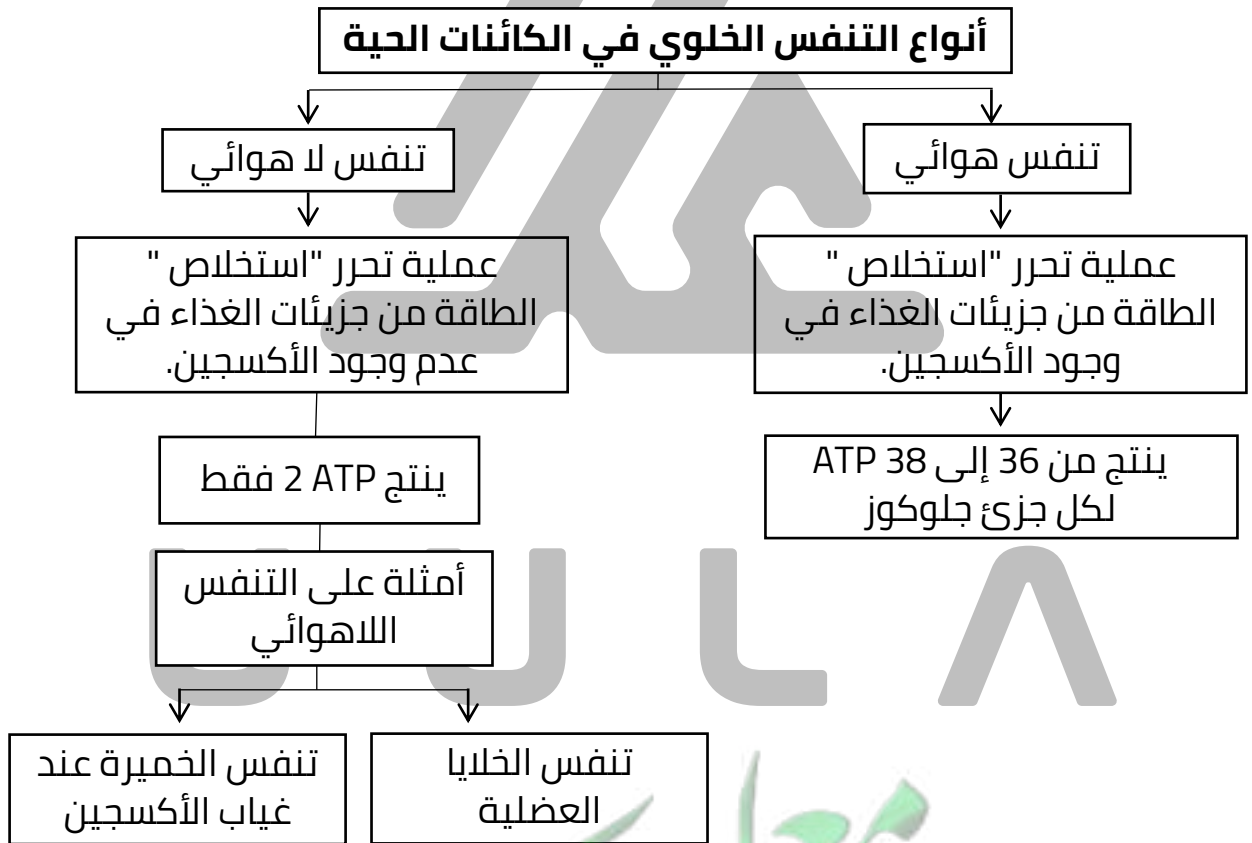 أنواع التنفس الخلوي في الكائنات الحية
تنفس هوائي
عملية تحرر "استخلاص "
الطاقة من جزيئات الغذاء في
وجود الأكسجين.
ينتج من 36 إلى 38 ATP
لكل جزئ جلوكوز
تنفس لا هوائي
عملية تحرر "استخلاص "
الطاقة من جزيئات الغذاء في
عدم وجود الأكسجين.
ينتج 2 ATP فقط
أمثلة على التنفس
اللاهوائي
تنفس الخلايا
العضلية
تنفس الخميرة عند
غياب الأكسجين
ULA